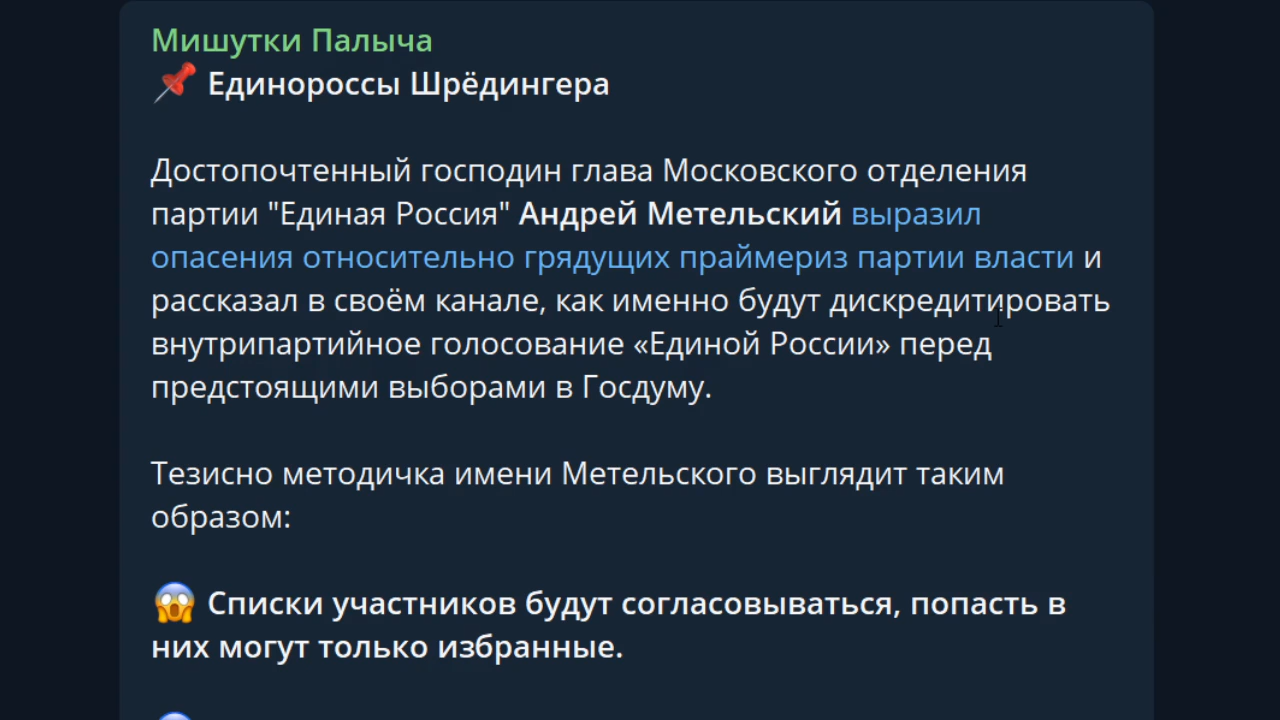 Мишутки Палыча
📌 Единороссы Шрёдингера
Достопочтенный господин глава Московского отделения
партии "Единая Россия" Андрей Метельский выразил
опасения относительно грядущих праймериз партии власти и
рассказал в своём канале, как именно будут дискредитировать
внутрипартийное голосование «Единой России» перед
предстоящими выборами в Госдуму.
Тезисно методичка имени Метельского выглядит таким
образом:
😱 Списки участников будут согласовываться, попасть в
них могут только избранные.